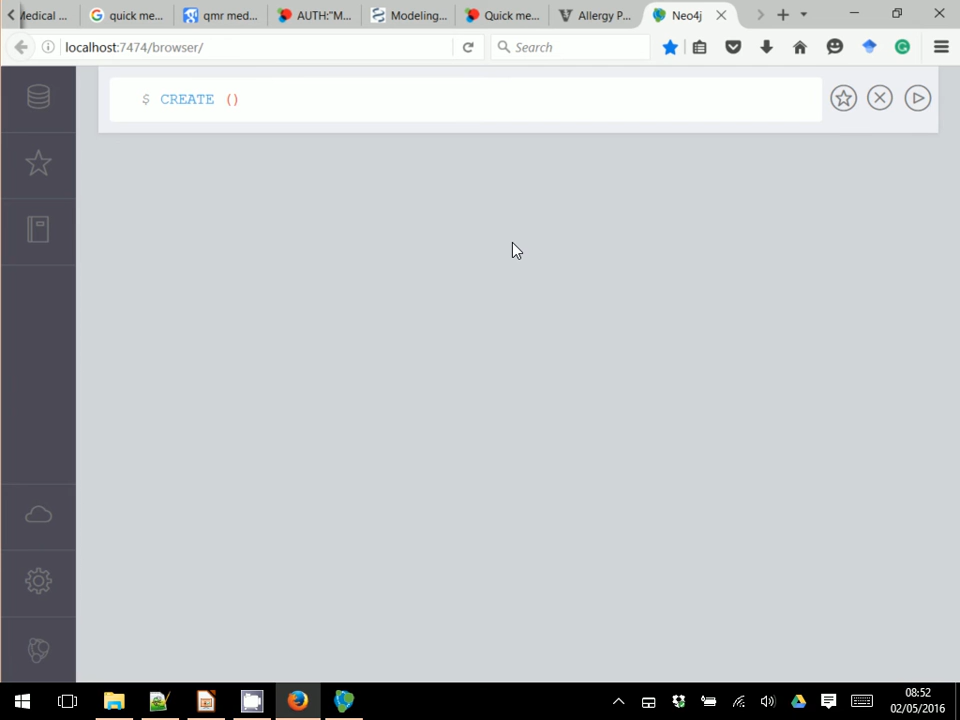 Medical ...
quick me...
qmr med...
AUTH:"M...
Modeling...
Quick me...
Allergy P...
Neo4j
localhost:7474/browser/
Search
$ CREATE ()
08:52
02/05/2016